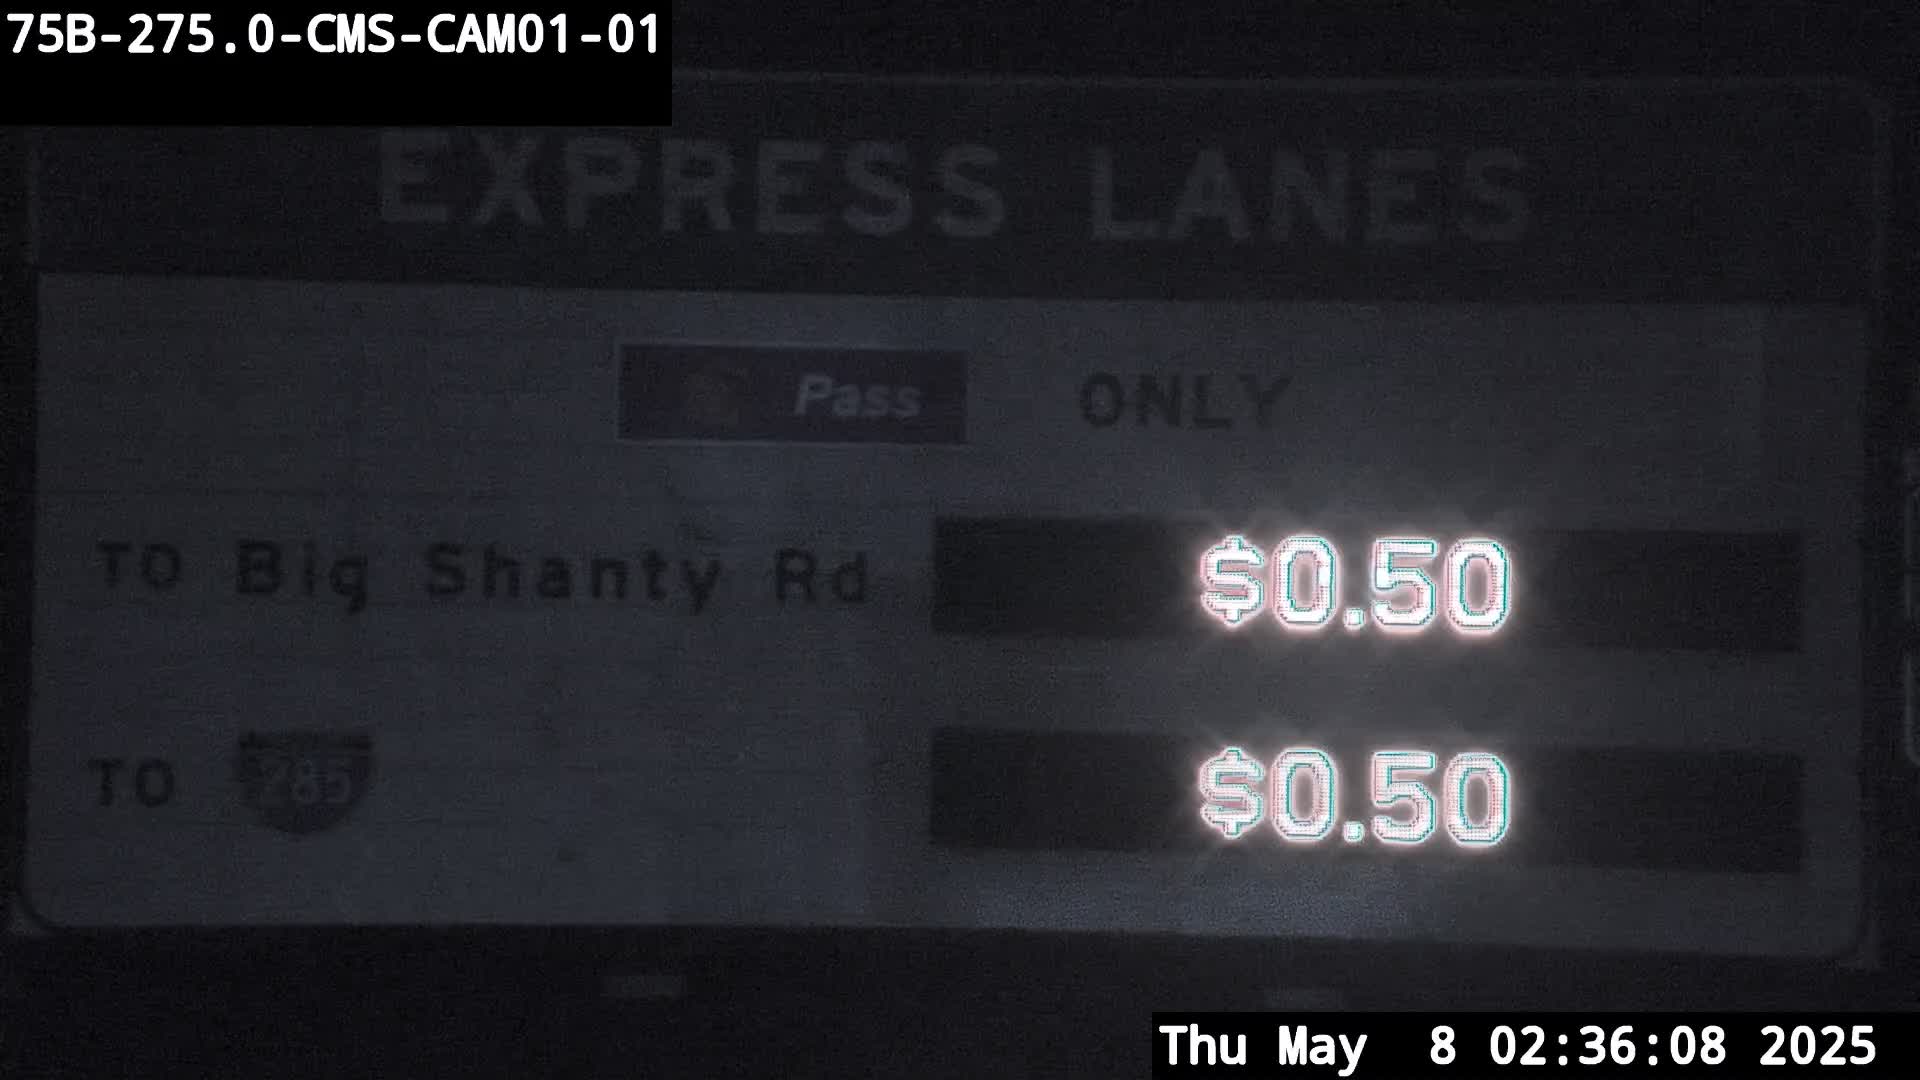 75B-275.0-CMS-CAM01-01
EXPRESS LANES
Pass ONLY
TO Big Shanty Rd $0.50
TO 285 $0.50
Thu May 8 02:36:08 2025